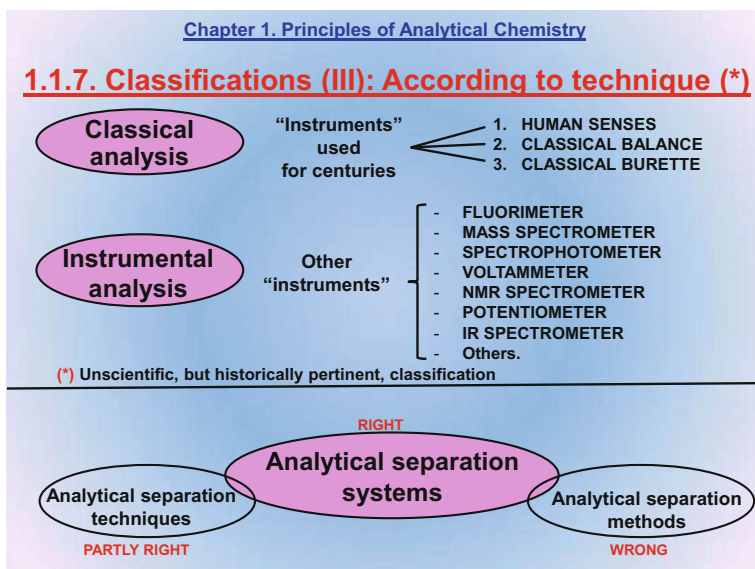 Chapter 1. Principles of Analytical Chemistry
1.1.7. Classifications (III): According to technique (*)
Classical
analysis
“Instruments”
used
for centuries
1. HUMAN SENSES
2. CLASSICAL BALANCE
3. CLASSICAL BURETTE
Instrumental
analysis
Other
“instruments”
- FLUORIMETER
- MASS SPECTROMETER
- SPECTROPHOTOMETER
- VOLTAMMETER
- NMR SPECTROMETER
- POTENTIOMETER
- IR SPECTROMETER
- Others.
(*) Unscientific, but historically pertinent, classification
RIGHT
Analytical separation
systems
Analytical separation
techniques
PARTLY RIGHT
Analytical separation
methods
WRONG